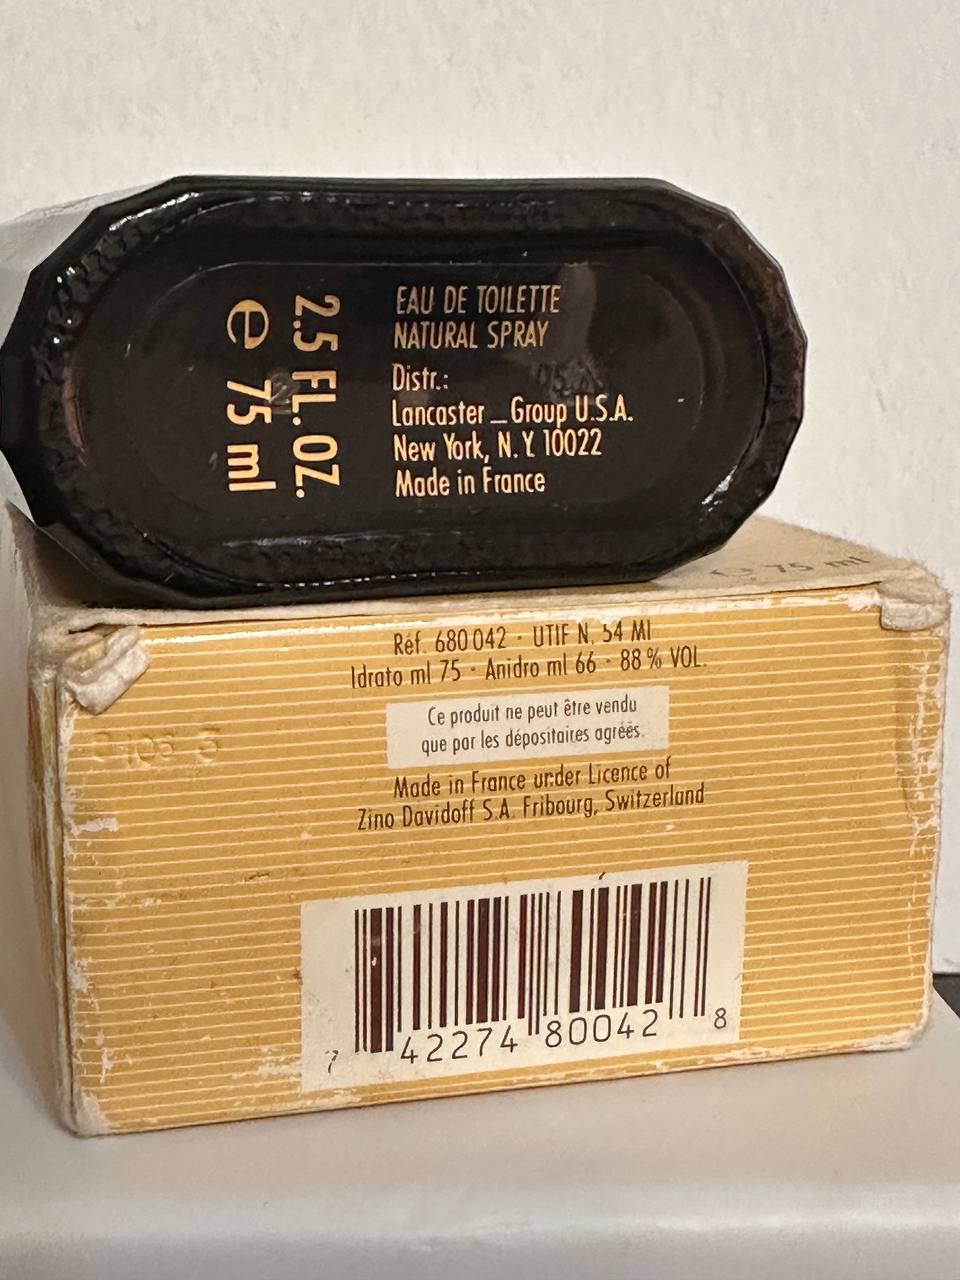 EAU DE TOILETTE
NATURAL SPRAY
Distr.:
Lancaster _ Group U.S.A.
New York, N. Y. 10022
Made in France
2.5 FL. OZ.
e 75 ml
e 75 ml
Réf. 680 042 - UTIF N. 54 MI
Idrato ml 75 - Anidro ml 66 - 88 % VOL.
Ce produit ne peut être vendu
que par les dépositaires agréés.
Made in France under Licence of
Zino Davidoff S.A. Fribourg, Switzerland
7 42274 80042 8